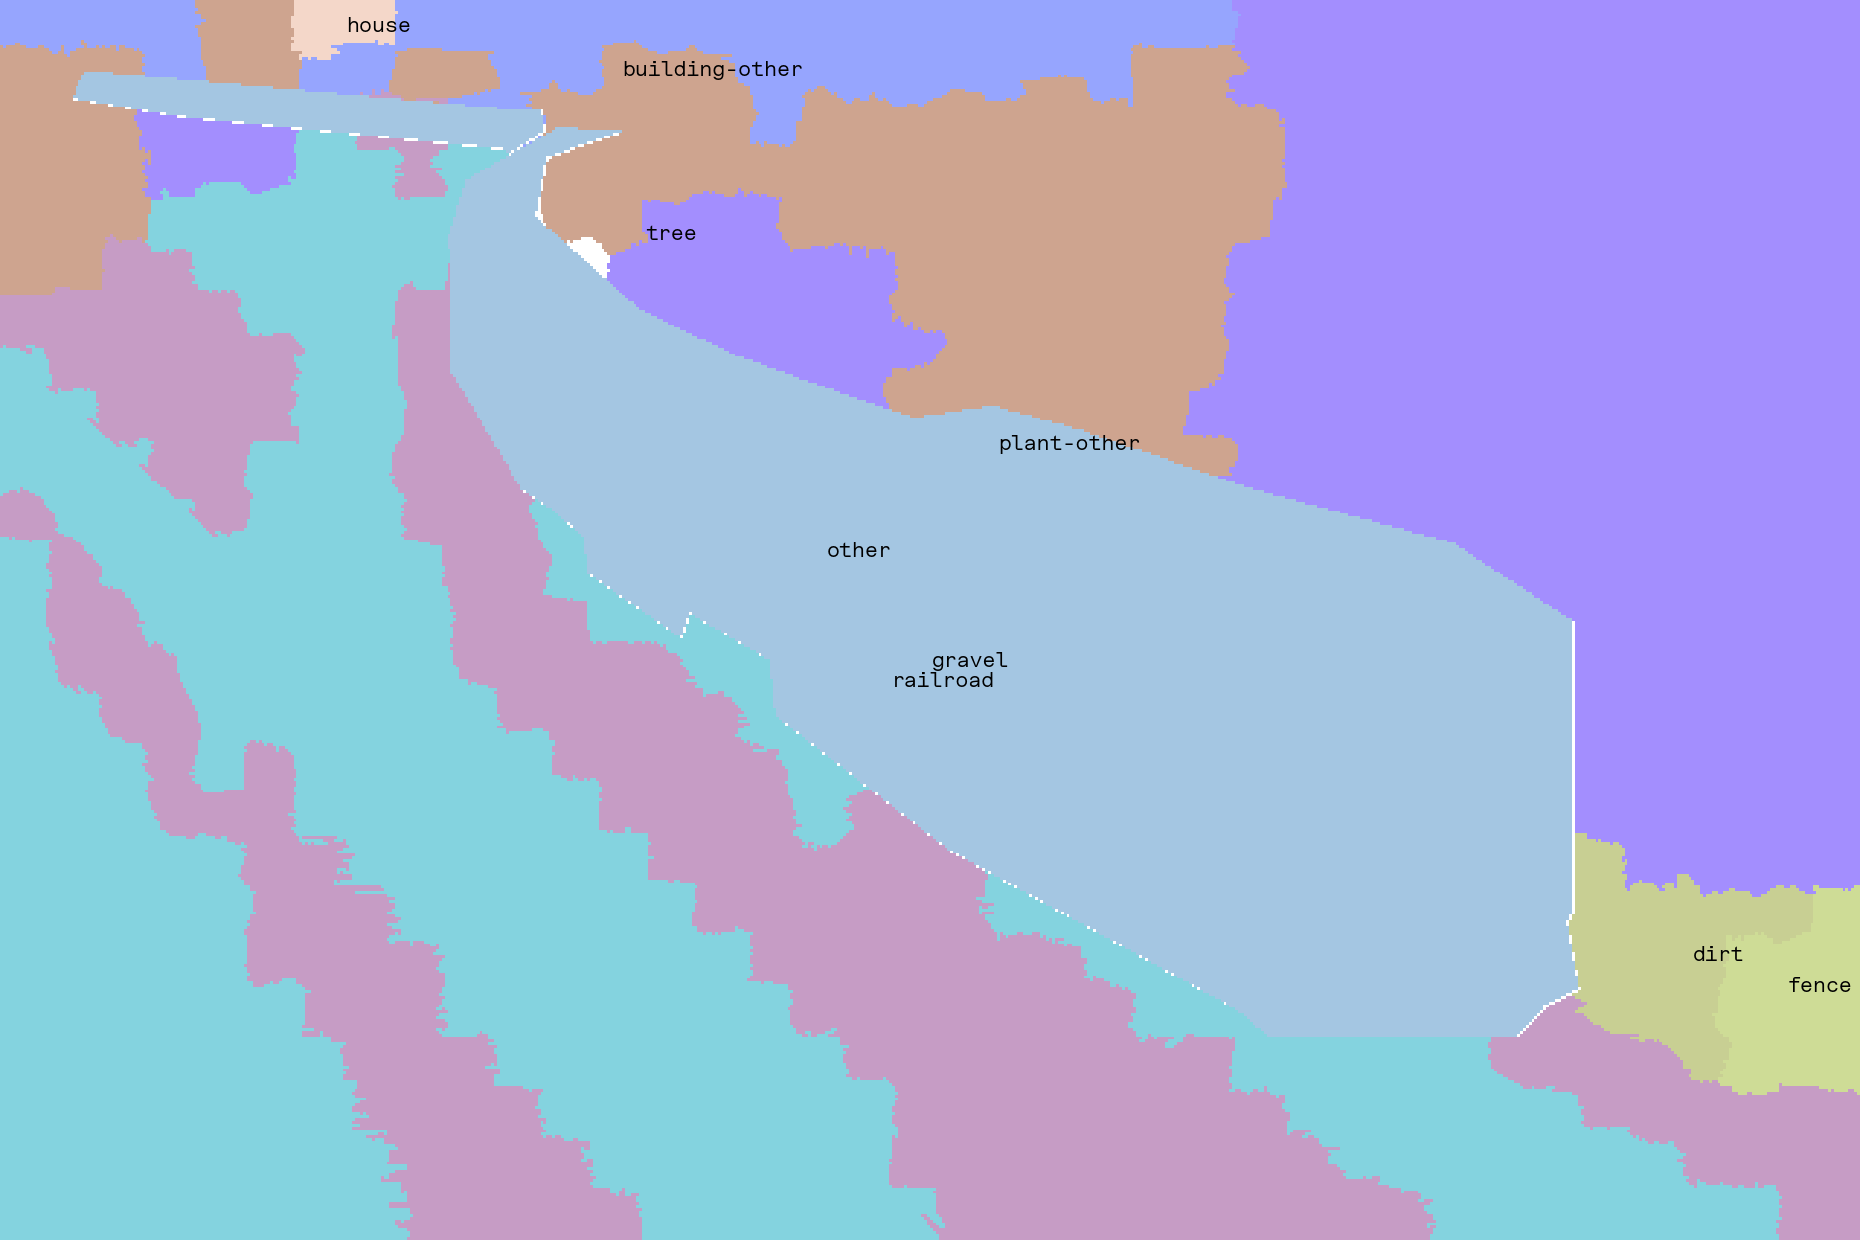 house
building-other
tree
plant-other
other
gravel
railroad
dirt
fence